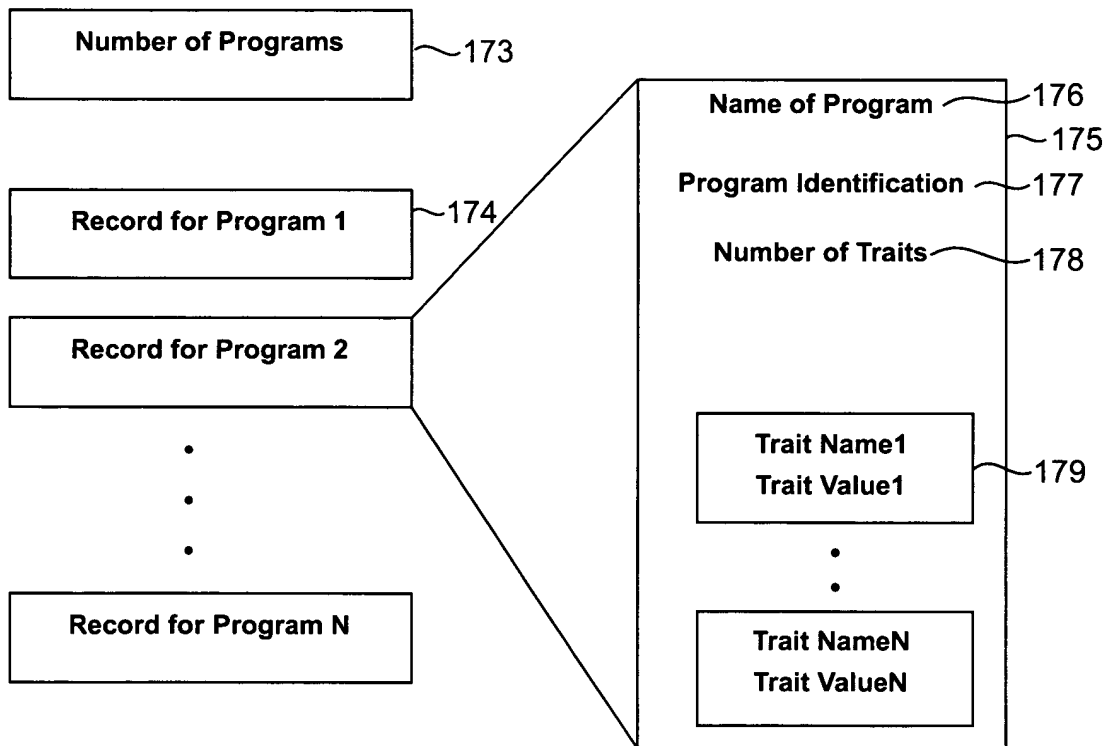 Number of Programs
173
Record for Program 1
174
Record for Program 2
Record for Program N
Name of Program
176
175
Program Identification
177
Number of Traits
178
Trait Name1
Trait Value1
179
Trait NameN
Trait ValueN